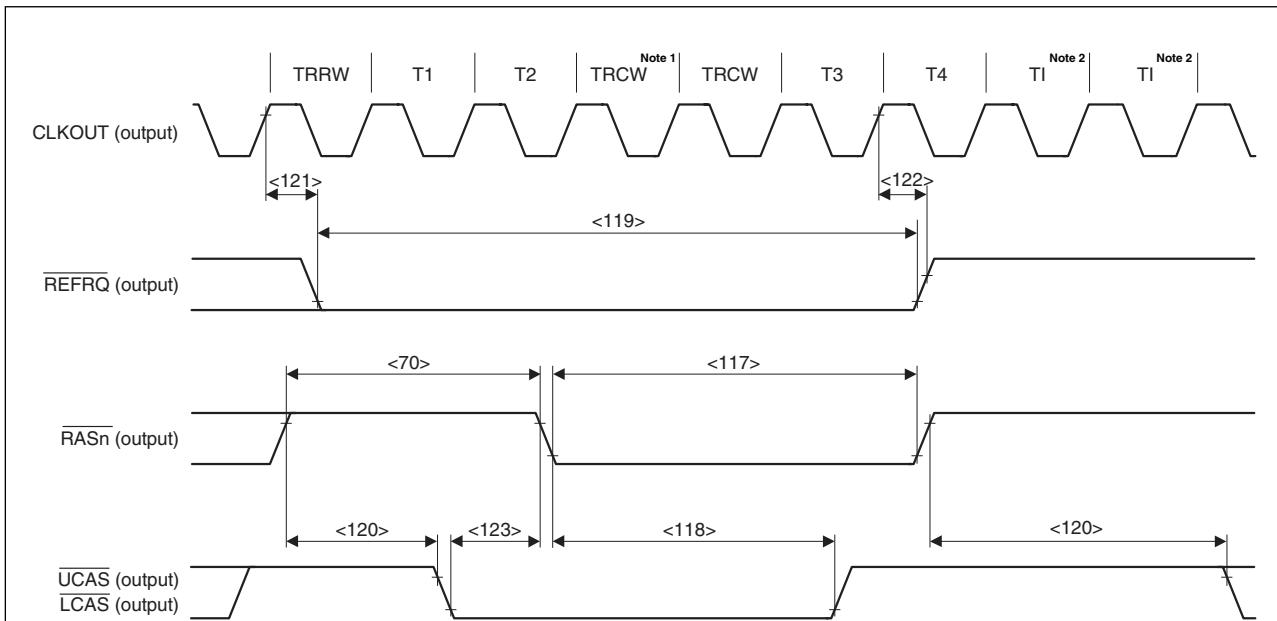 TRRW T1 T2 TRCW Note 1 TRCW T3 T4 TI Note 2 TI Note 2
CLKOUT (output)
<121> <122>
<119>
REFRQ (output)
<70> <117>
RASn (output)
<120> <123> <118> <120>
UCAS (output)
LCAS (output)